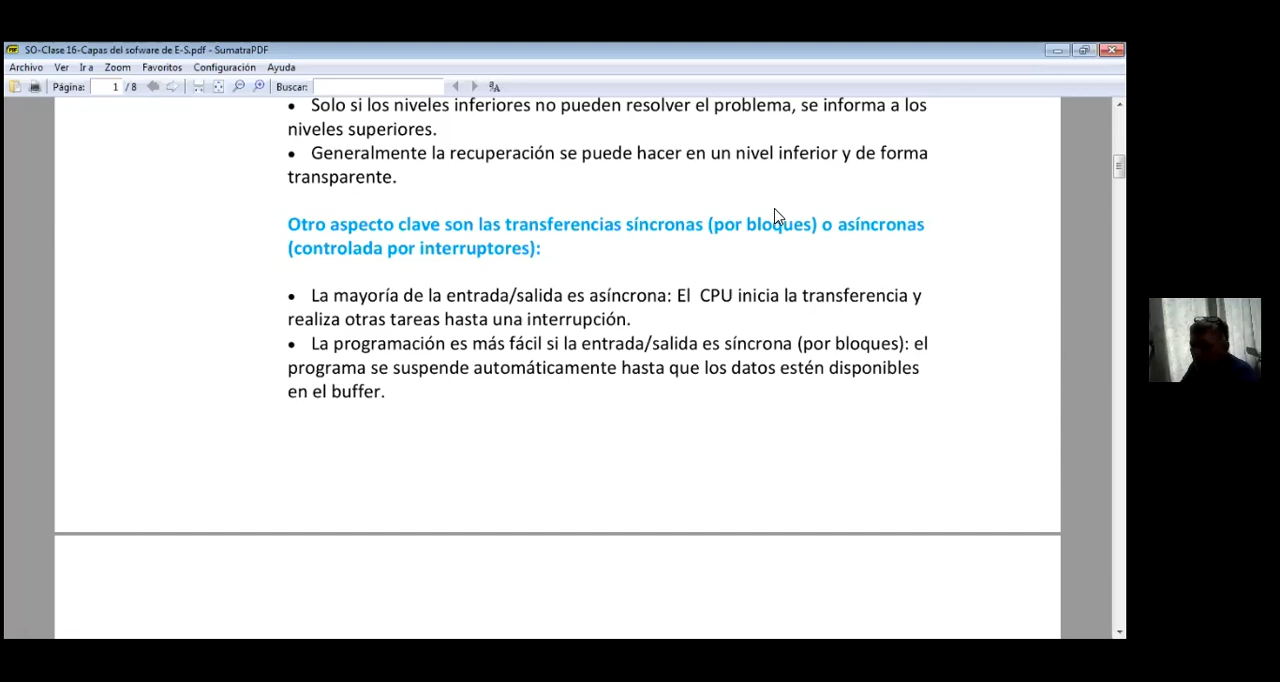 SO-Clase 16-Capas del sofware de E-S.pdf - SumatraPDF
Archivo Ver Ir a Zoom Favoritos Configuración Ayuda
Página: 1 / 8 Buscar:
• Solo si los niveles inferiores no pueden resolver el problema, se informa a los
niveles superiores.
• Generalmente la recuperación se puede hacer en un nivel inferior y de forma
transparente.
Otro aspecto clave son las transferencias síncronas (por bloques) o asíncronas
(controlada por interruptores):
• La mayoría de la entrada/salida es asíncrona: El CPU inicia la transferencia y
realiza otras tareas hasta una interrupción.
• La programación es más fácil si la entrada/salida es síncrona (por bloques): el
programa se suspende automáticamente hasta que los datos estén disponibles
en el buffer.